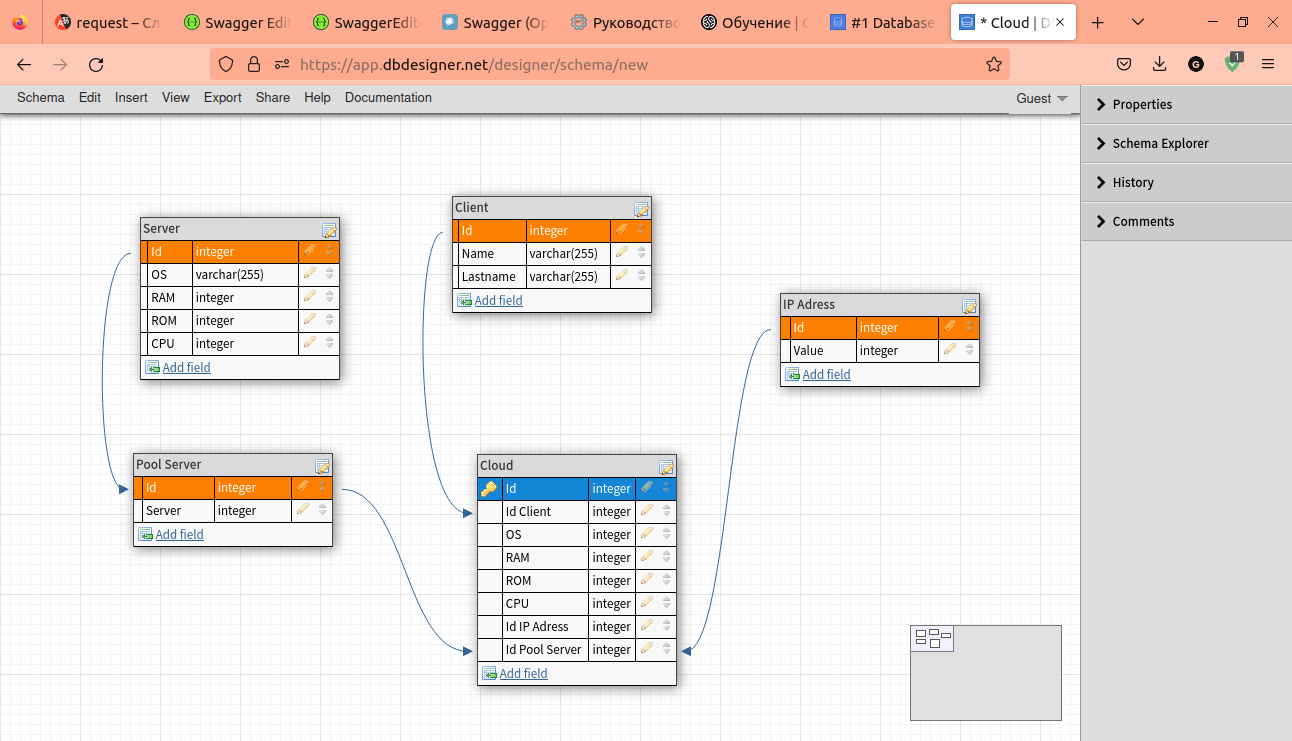 request – Сл
Swagger Edi
SwaggerEdit
Swagger (Op
Руководство
Обучение | С
#1 Database
* Cloud | D
https://app.dbdesigner.net/designer/schema/new
1
Schema Edit Insert View Export Share Help Documentation
Guest
Properties
Schema Explorer
History
Comments
Server
Id integer
OS varchar(255)
RAM integer
ROM integer
CPU integer
Add field
Client
Id integer
Name varchar(255)
Lastname varchar(255)
Add field
IP Adress
Id integer
Value integer
Add field
Pool Server
Id integer
Server integer
Add field
Cloud
Id integer
Id Client integer
OS integer
RAM integer
ROM integer
CPU integer
Id IP Adress integer
Id Pool Server integer
Add field